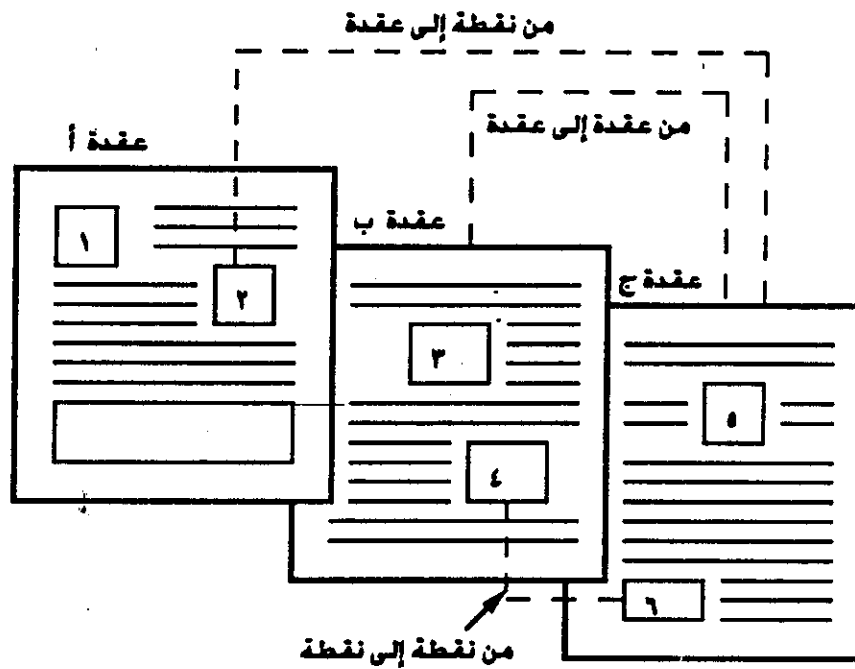 من نقطة إلى عقدة
من عقدة إلى عقدة
عقدة أ
عقدة ب
عقدة ج
١
٢
٣
٤
٥
٦
من نقطة إلى نقطة